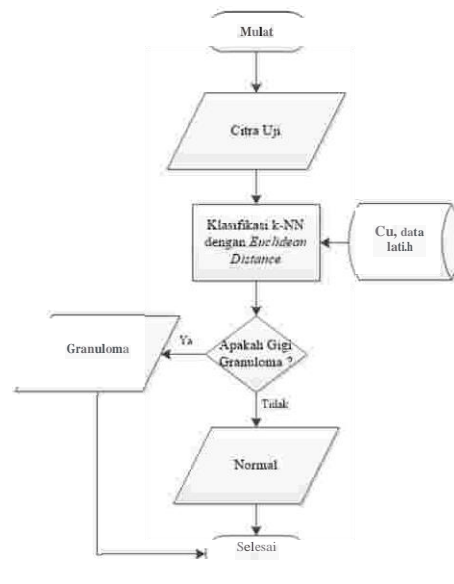 Mulat
Citra Uji
Klasifikasi k-NN
dengan Euclidean
Distance
Cu, data
lati.h
Apakah Gigi
Granuloma ?
Ya
Granuloma
Tidak
Normal
Selesai